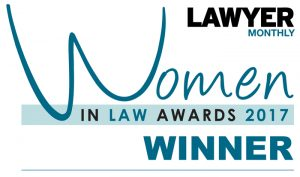 LAWYER
MONTHLY
Women
IN LAW AWARDS 2017
WINNER